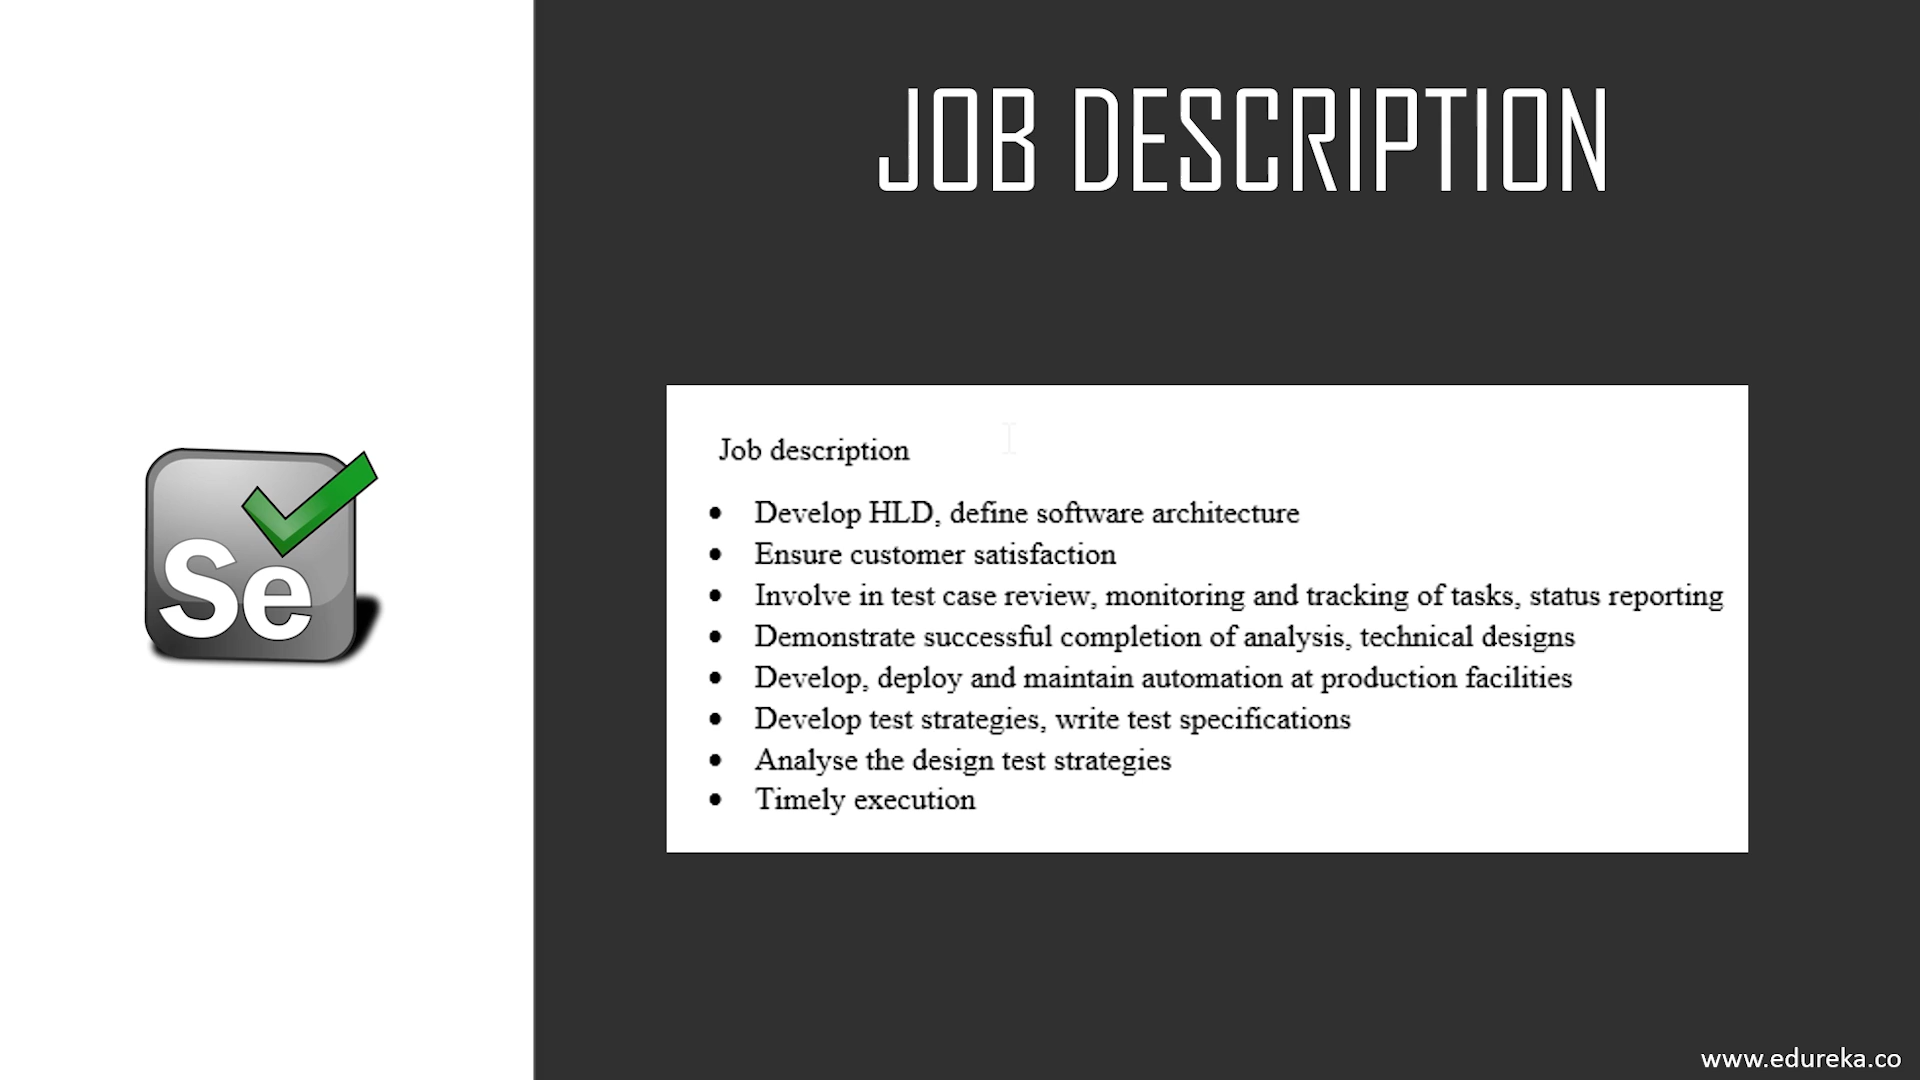 JOB DESCRIPTION
Se
Job description
• Develop HLD, define software architecture
• Ensure customer satisfaction
• Involve in test case review, monitoring and tracking of tasks, status reporting
• Demonstrate successful completion of analysis, technical designs
• Develop, deploy and maintain automation at production facilities
• Develop test strategies, write test specifications
• Analyse the design test strategies
• Timely execution
www.edureka.co